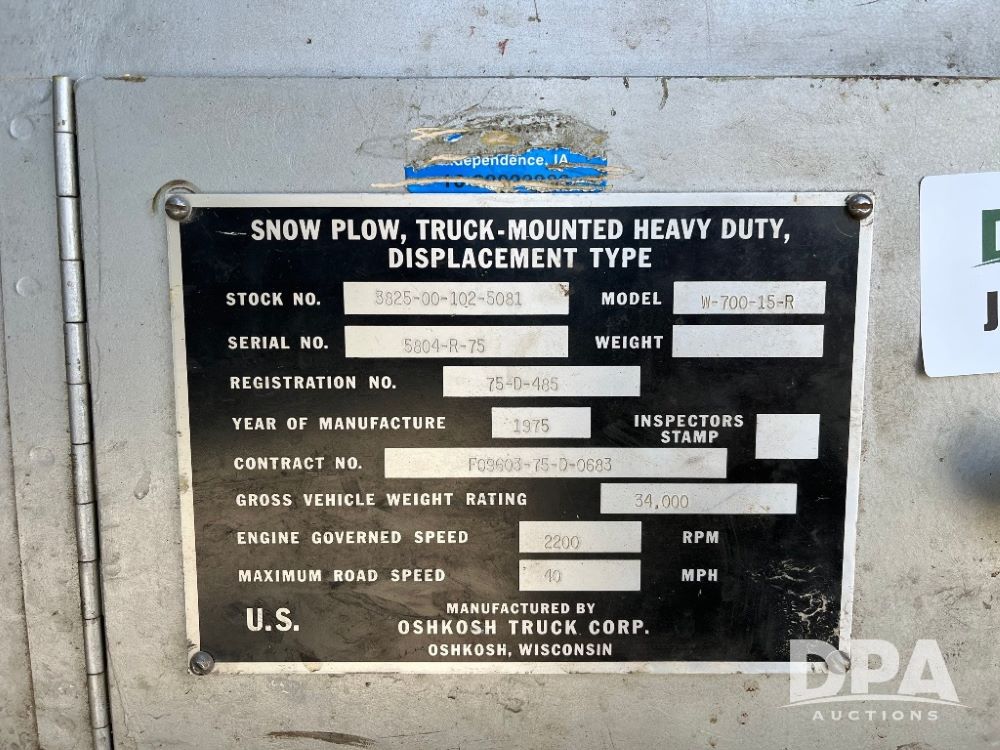 Independence, IA
SNOW PLOW, TRUCK-MOUNTED HEAVY DUTY,
DISPLACEMENT TYPE
STOCK NO. 3825-00-102-5081 MODEL W-700-15-R
SERIAL NO. 5804-R-75 WEIGHT
REGISTRATION NO. 75-D-485
YEAR OF MANUFACTURE 1975 INSPECTORS
STAMP
CONTRACT NO. F09603-75-D-0683
GROSS VEHICLE WEIGHT RATING 34,000
ENGINE GOVERNED SPEED 2200 RPM
MAXIMUM ROAD SPEED 40 MPH
U.S. MANUFACTURED BY
OSHKOSH TRUCK CORP.
OSHKOSH, WISCONSIN
J
DPA
AUCTIONS